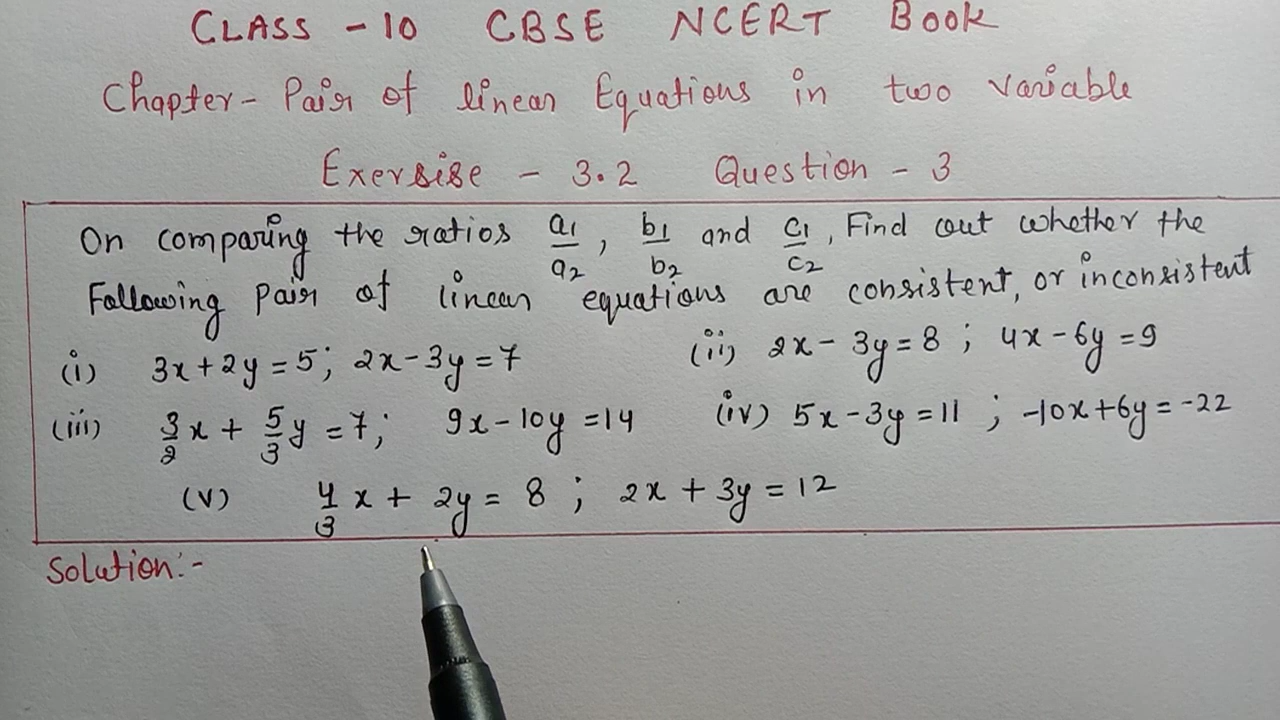 CLASS - 10 CBSE NCERT Book
Chapter - Pair of linear Equations in two variable
Exersise - 3.2 Question - 3
On comparing the ratios a₁/a₂, b₁/b₂ and c₁/c₂, Find out whether the
Following pair of linear equations are consistent, or inconsistent
(i) 3x + 2y = 5; 2x - 3y = 7 (ii) 2x - 3y = 8 ; 4x - 6y = 9
(iii) 3/2 x + 5/3 y = 7; 9x - 10y = 14 (iv) 5x - 3y = 11 ; -10x + 6y = -22
(v) 4/3 x + 2y = 8 ; 2x + 3y = 12
Solution:-